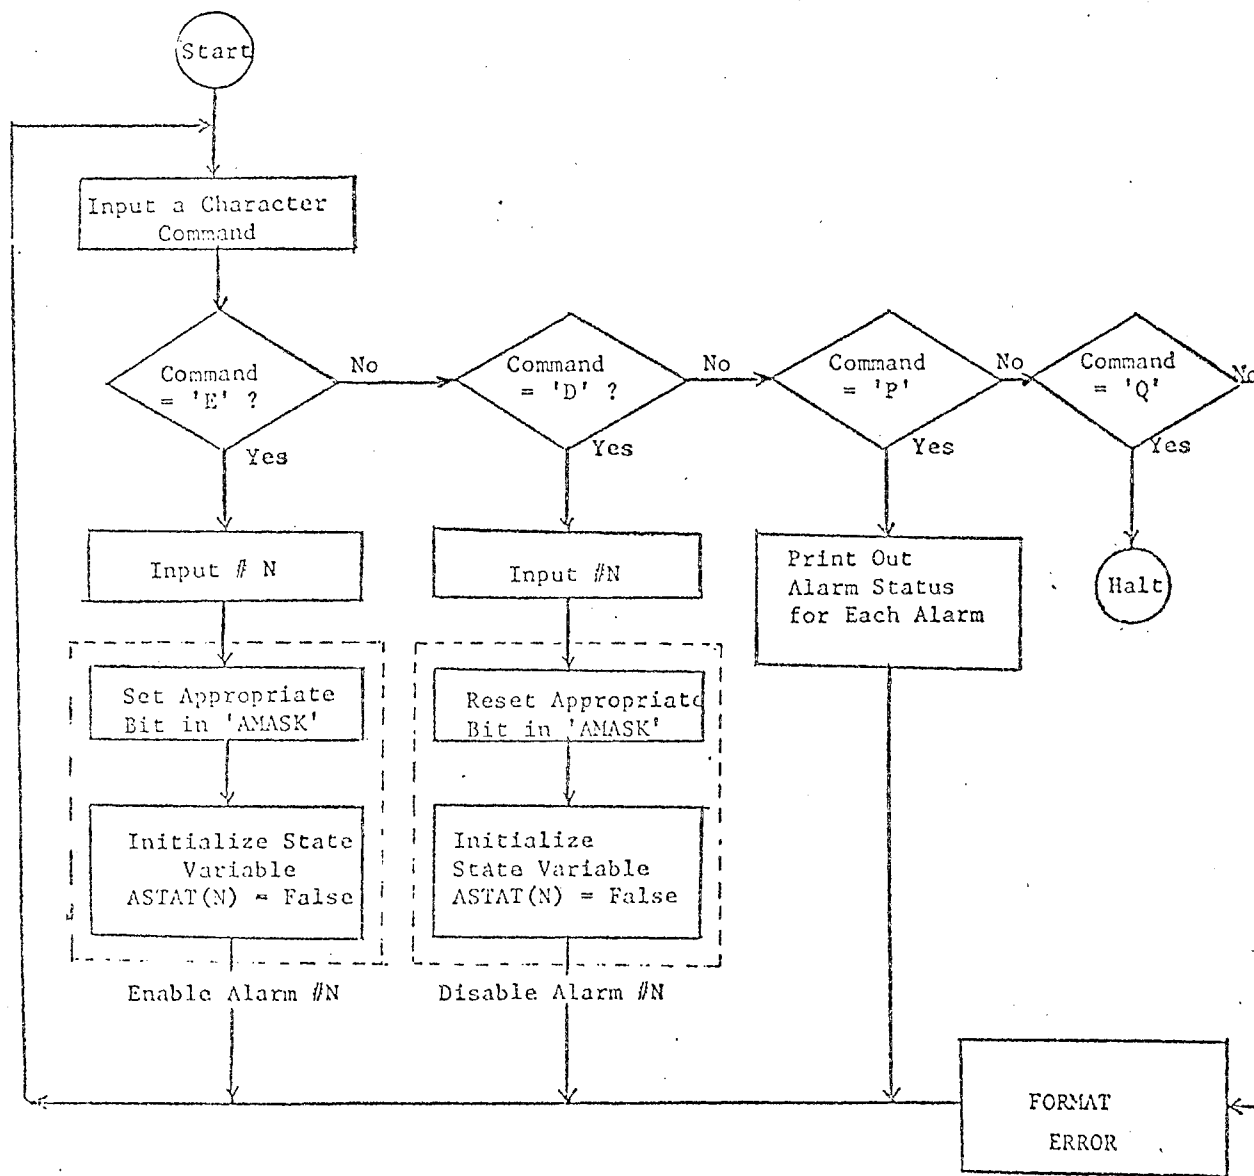 Start
Input a Character
Command
Command
= 'E' ?
No
Yes
Command
= 'D' ?
No
Yes
Command
= 'P'
No
Yes
Command
= 'Q'
No
Yes
Input # N
Input #N
Print Out
Alarm Status
for Each Alarm
Halt
Set Appropriate
Bit in 'AMASK'
Reset Appropriate
Bit in 'AMASK'
Initialize State
Variable
ASTAT(N) = False
Initialize
State Variable
ASTAT(N) = False
Enable Alarm #N
Disable Alarm #N
FORMAT
ERROR